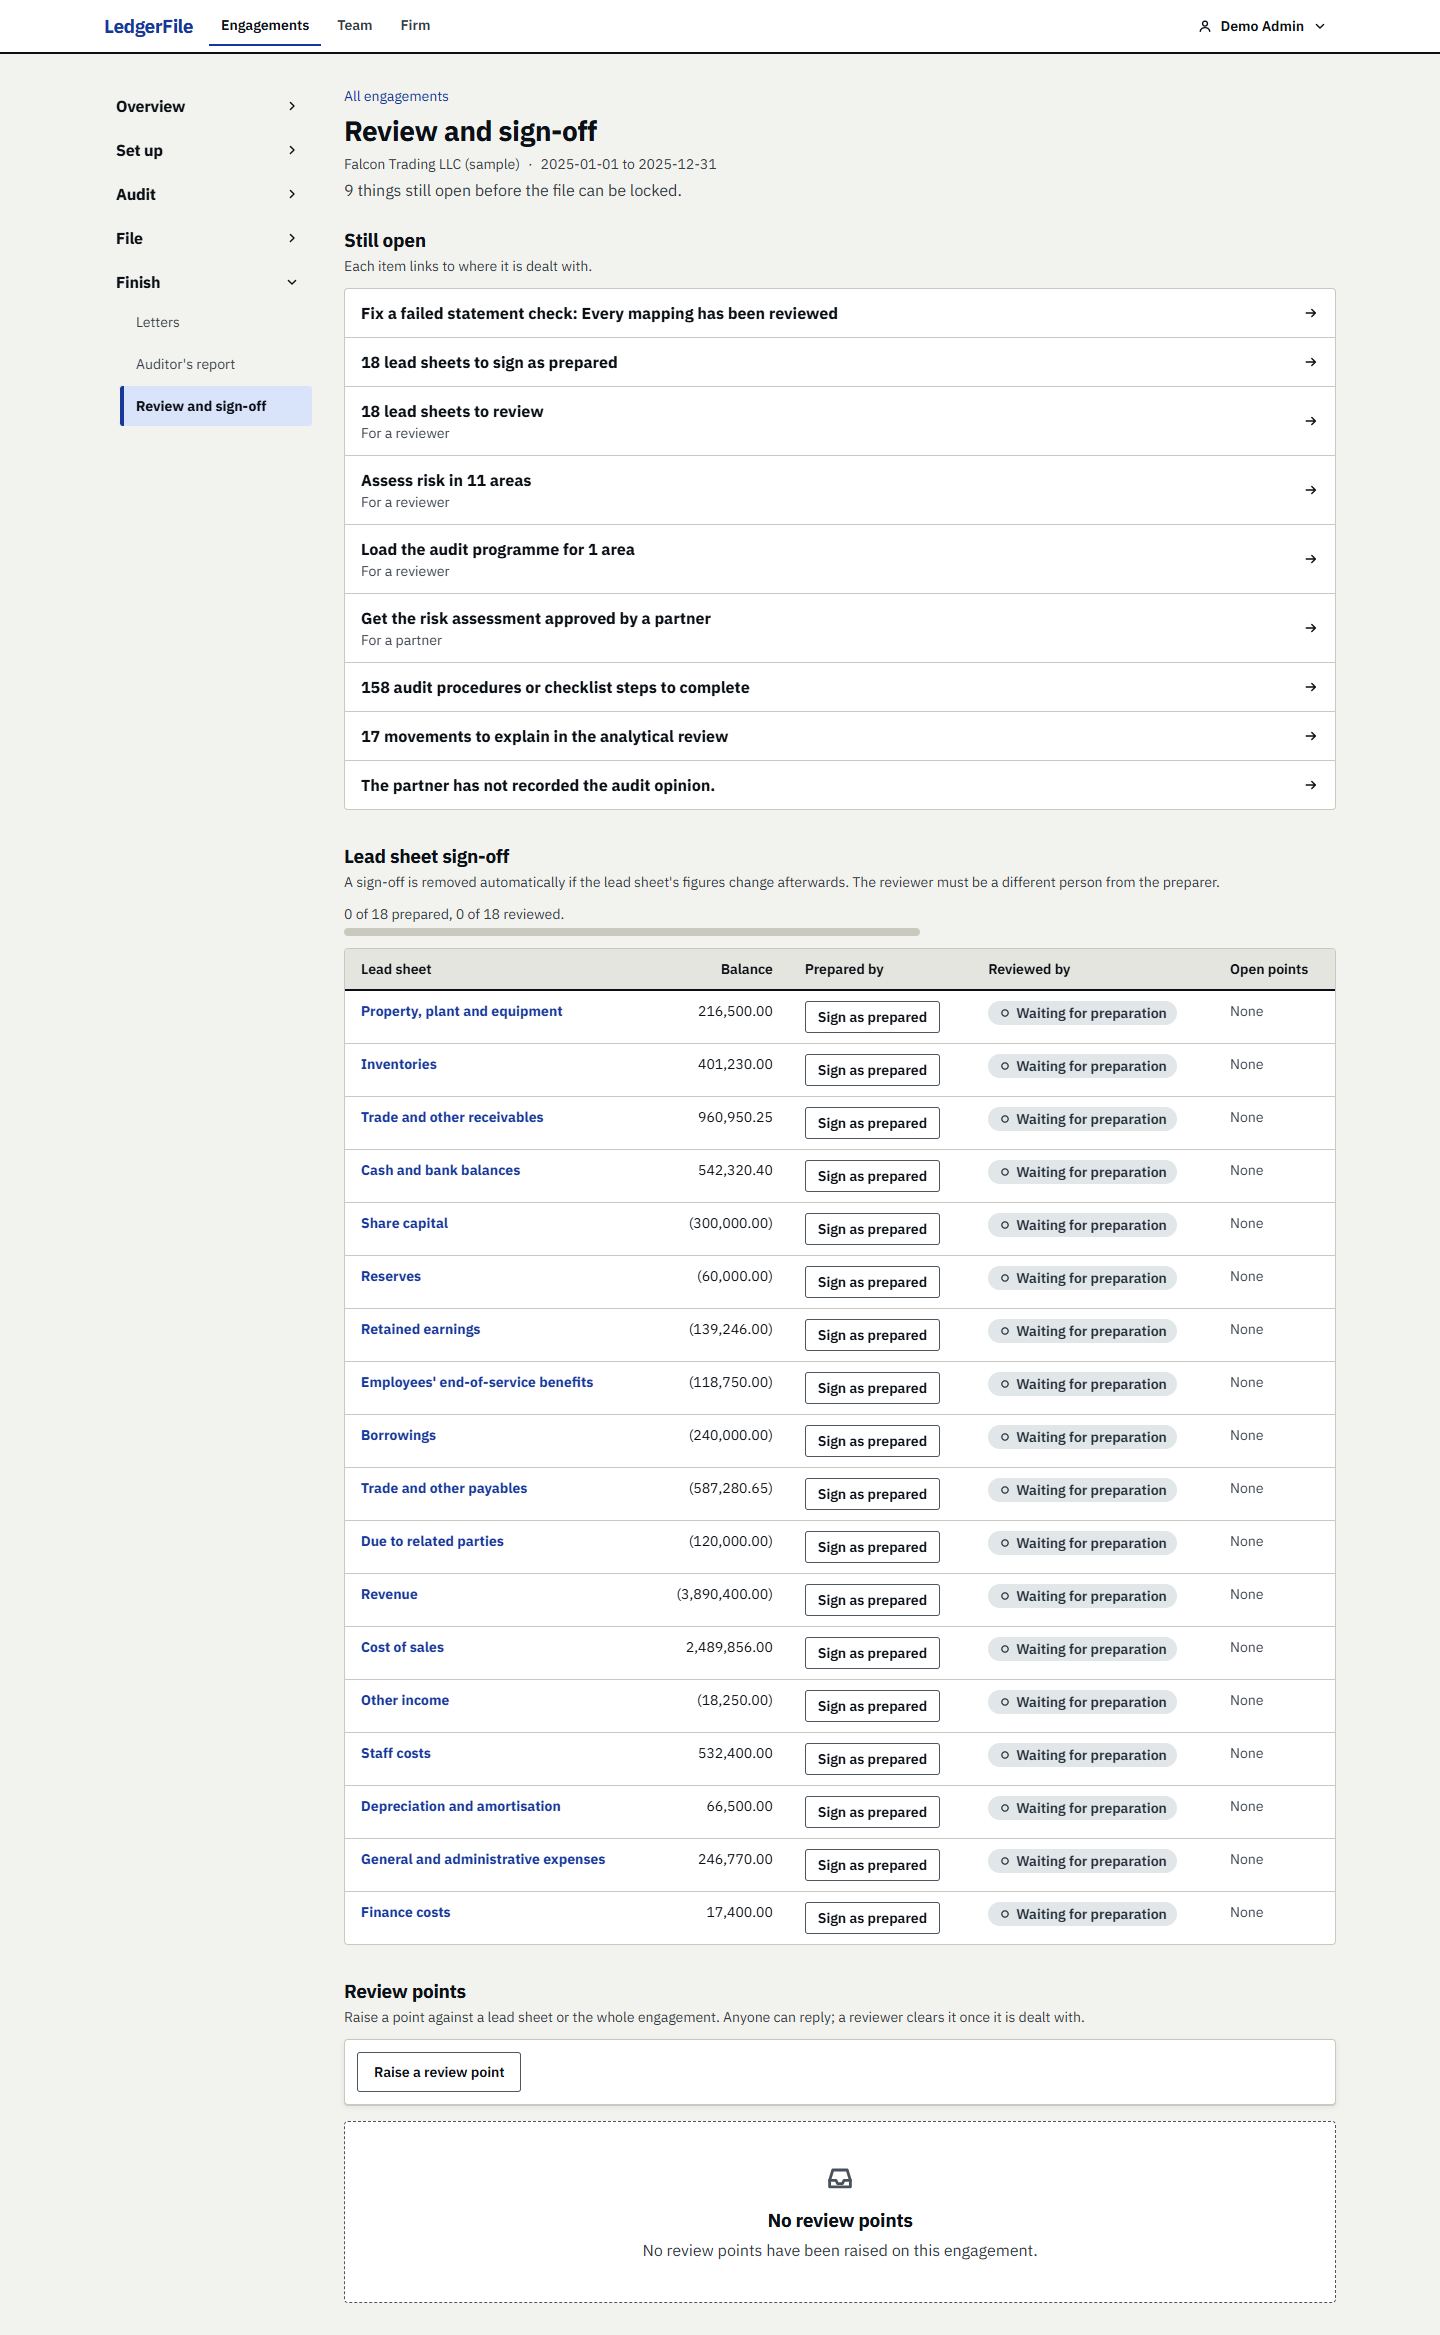 LedgerFile Engagements Team Firm Demo Admin
Overview
Set up
Audit
File
Finish
Letters
Auditor's report
Review and sign-off
All engagements
Review and sign-off
Falcon Trading LLC (sample) · 2025-01-01 to 2025-12-31
9 things still open before the file can be locked.
Still open
Each item links to where it is dealt with.
Fix a failed statement check: Every mapping has been reviewed
18 lead sheets to sign as prepared
18 lead sheets to review
For a reviewer
Assess risk in 11 areas
For a reviewer
Load the audit programme for 1 area
For a reviewer
Get the risk assessment approved by a partner
For a partner
158 audit procedures or checklist steps to complete
17 movements to explain in the analytical review
The partner has not recorded the audit opinion.
Lead sheet sign-off
A sign-off is removed automatically if the lead sheet's figures change afterwards. The reviewer must be a different person from the preparer.
0 of 18 prepared, 0 of 18 reviewed.
Lead sheet Balance Prepared by Reviewed by Open points
Property, plant and equipment 216,500.00 Sign as prepared Waiting for preparation None
Inventories 401,230.00 Sign as prepared Waiting for preparation None
Trade and other receivables 960,950.25 Sign as prepared Waiting for preparation None
Cash and bank balances 542,320.40 Sign as prepared Waiting for preparation None
Share capital (300,000.00) Sign as prepared Waiting for preparation None
Reserves (60,000.00) Sign as prepared Waiting for preparation None
Retained earnings (139,246.00) Sign as prepared Waiting for preparation None
Employees' end-of-service benefits (118,750.00) Sign as prepared Waiting for preparation None
Borrowings (240,000.00) Sign as prepared Waiting for preparation None
Trade and other payables (587,280.65) Sign as prepared Waiting for preparation None
Due to related parties (120,000.00) Sign as prepared Waiting for preparation None
Revenue (3,890,400.00) Sign as prepared Waiting for preparation None
Cost of sales 2,489,856.00 Sign as prepared Waiting for preparation None
Other income (18,250.00) Sign as prepared Waiting for preparation None
Staff costs 532,400.00 Sign as prepared Waiting for preparation None
Depreciation and amortisation 66,500.00 Sign as prepared Waiting for preparation None
General and administrative expenses 246,770.00 Sign as prepared Waiting for preparation None
Finance costs 17,400.00 Sign as prepared Waiting for preparation None
Review points
Raise a point against a lead sheet or the whole engagement. Anyone can reply; a reviewer clears it once it is dealt with.
Raise a review point
No review points
No review points have been raised on this engagement.